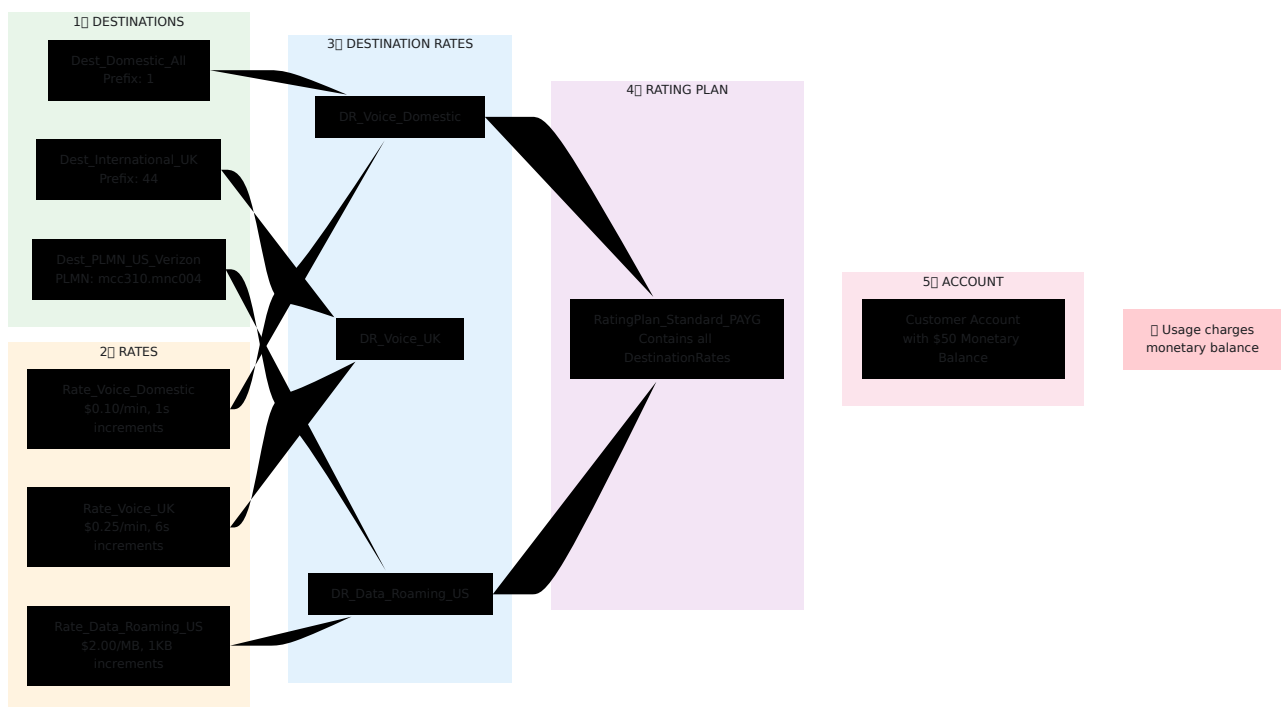 1 DESTINATIONS
Dest_Domestic_All
Prefix: 1
Dest_International_UK
Prefix: 44
Dest_PLMN_US_Verizon
PLMN: mcc310.mnc004
2 RATES
Rate_Voice_Domestic
$0.10/min, 1s
increments
Rate_Voice_UK
$0.25/min, 6s
increments
Rate_Data_Roaming_US
$2.00/MB, 1KB
increments
3 DESTINATION RATES
DR_Voice_Domestic
DR_Voice_UK
DR_Data_Roaming_US
4 RATING PLAN
RatingPlan_Standard_PAYG
Contains all
DestinationRates
5 ACCOUNT
Customer Account
with $50 Monetary
Balance
Usage charges
monetary balance